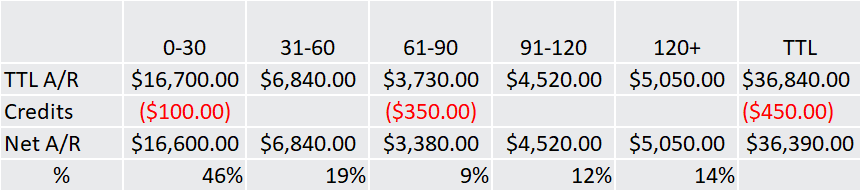 0-30 31-60 61-90 91-120 120+ TTL
TTL A/R $16,700.00 $6,840.00 $3,730.00 $4,520.00 $5,050.00 $36,840.00
Credits ($100.00) ($350.00) ($450.00)
Net A/R $16,600.00 $6,840.00 $3,380.00 $4,520.00 $5,050.00 $36,390.00
% 46% 19% 9% 12% 14%